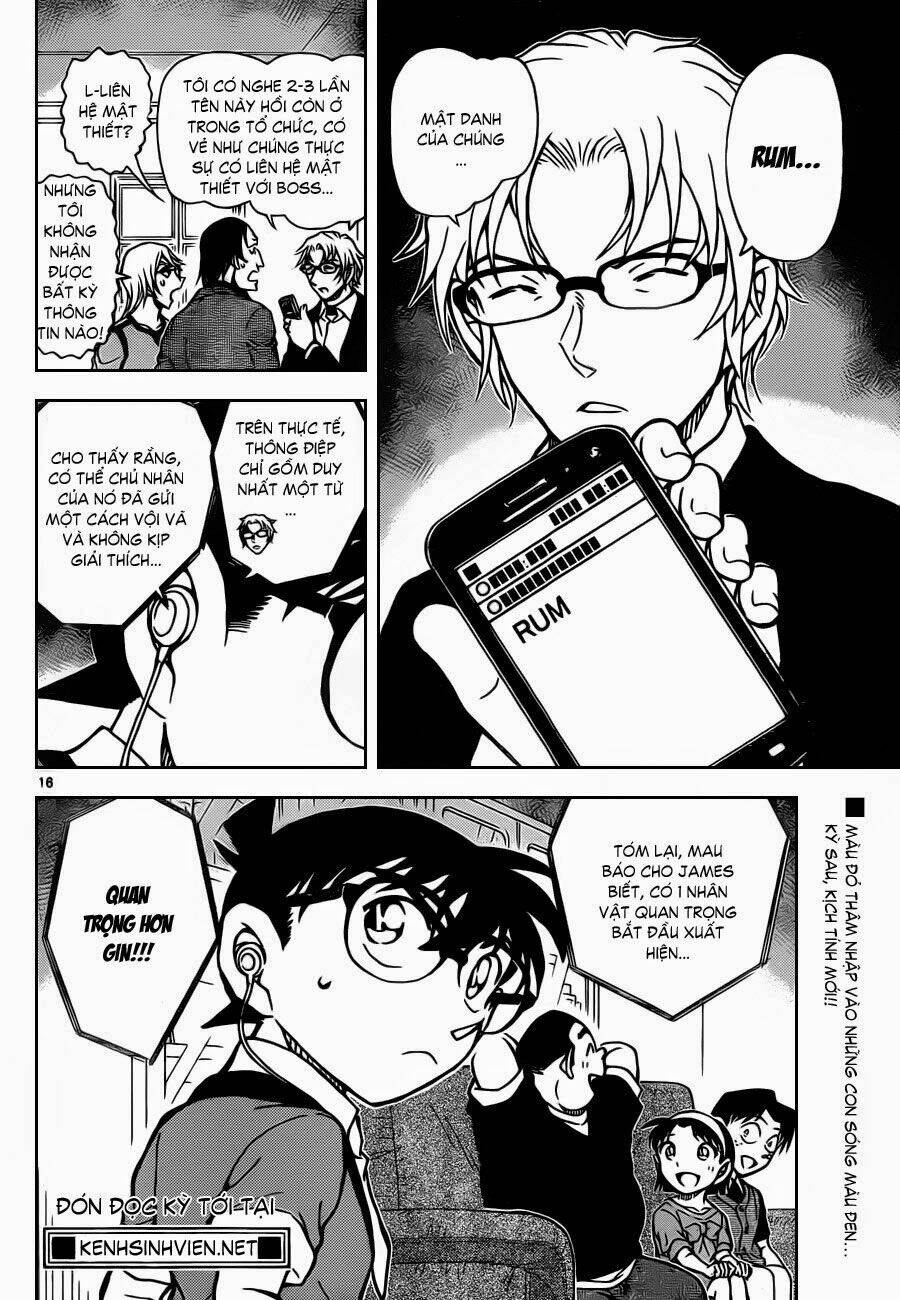 RUM...
MẬT DANH
CỦA CHÚNG
...
RUM
TÔI CÓ NGHE 2-3 LẦN
TÊN NÀY HỒI CÒN Ở
TRONG TỔ CHỨC, CÓ
VẺ NHƯ CHÚNG THỰC
SỰ CÓ LIÊN HỆ MẬT
THIẾT VỚI BOSS...
L-LIÊN
HỆ MẬT
THIẾT?
NHƯNG
TÔI
KHÔNG
NHẬN
ĐƯỢC
BẤT KỲ
THÔNG
TIN NÀO!
TRÊN THỰC TẾ,
THÔNG ĐIỆP
CHỈ GỒM DUY
NHẤT MỘT TỪ
...
CHO THẤY RẰNG,
CÓ THỂ CHỦ NHÂN
CỦA NÓ ĐÃ GỬI
MỘT CÁCH VỘI VÃ
VÀ KHÔNG KỊP
GIẢI THÍCH...
16
TÓM LẠI, MAU
BÁO CHO JAMES
BIẾT, CÓ 1 NHÂN
VẬT QUAN TRỌNG
BẮT ĐẦU XUẤT
HIỆN...
QUAN
TRỌNG HƠN
GIN!!!
MÀU ĐỎ THÂM NHẬP VÀO NHỮNG CON SÓNG MÀU ĐEN...
KỲ SAU, KỊCH TÍNH MỚI!!
ĐÓN ĐỌC KỲ TỚI TẠI
KENHSINHVIEN.NET